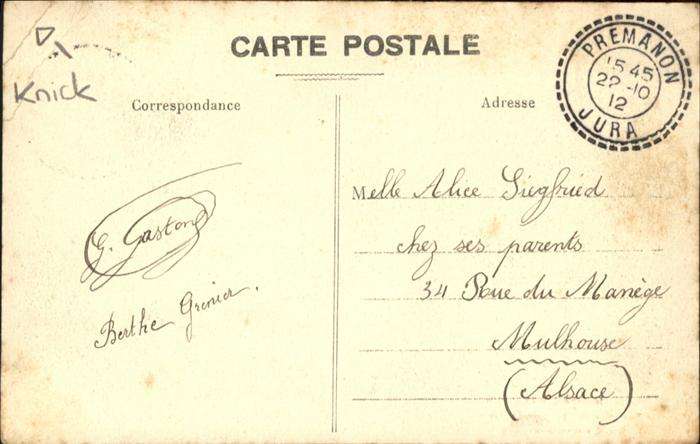 CARTE POSTALE
Knick
Correspondance
G. Gaston
Berthe Grenier.
PREMANON
15 45
22-10
12
JURA
Adresse
Melle Alice Siegfried
chez ses parents
34 Rue du Manège
Mulhouse
(Alsace)